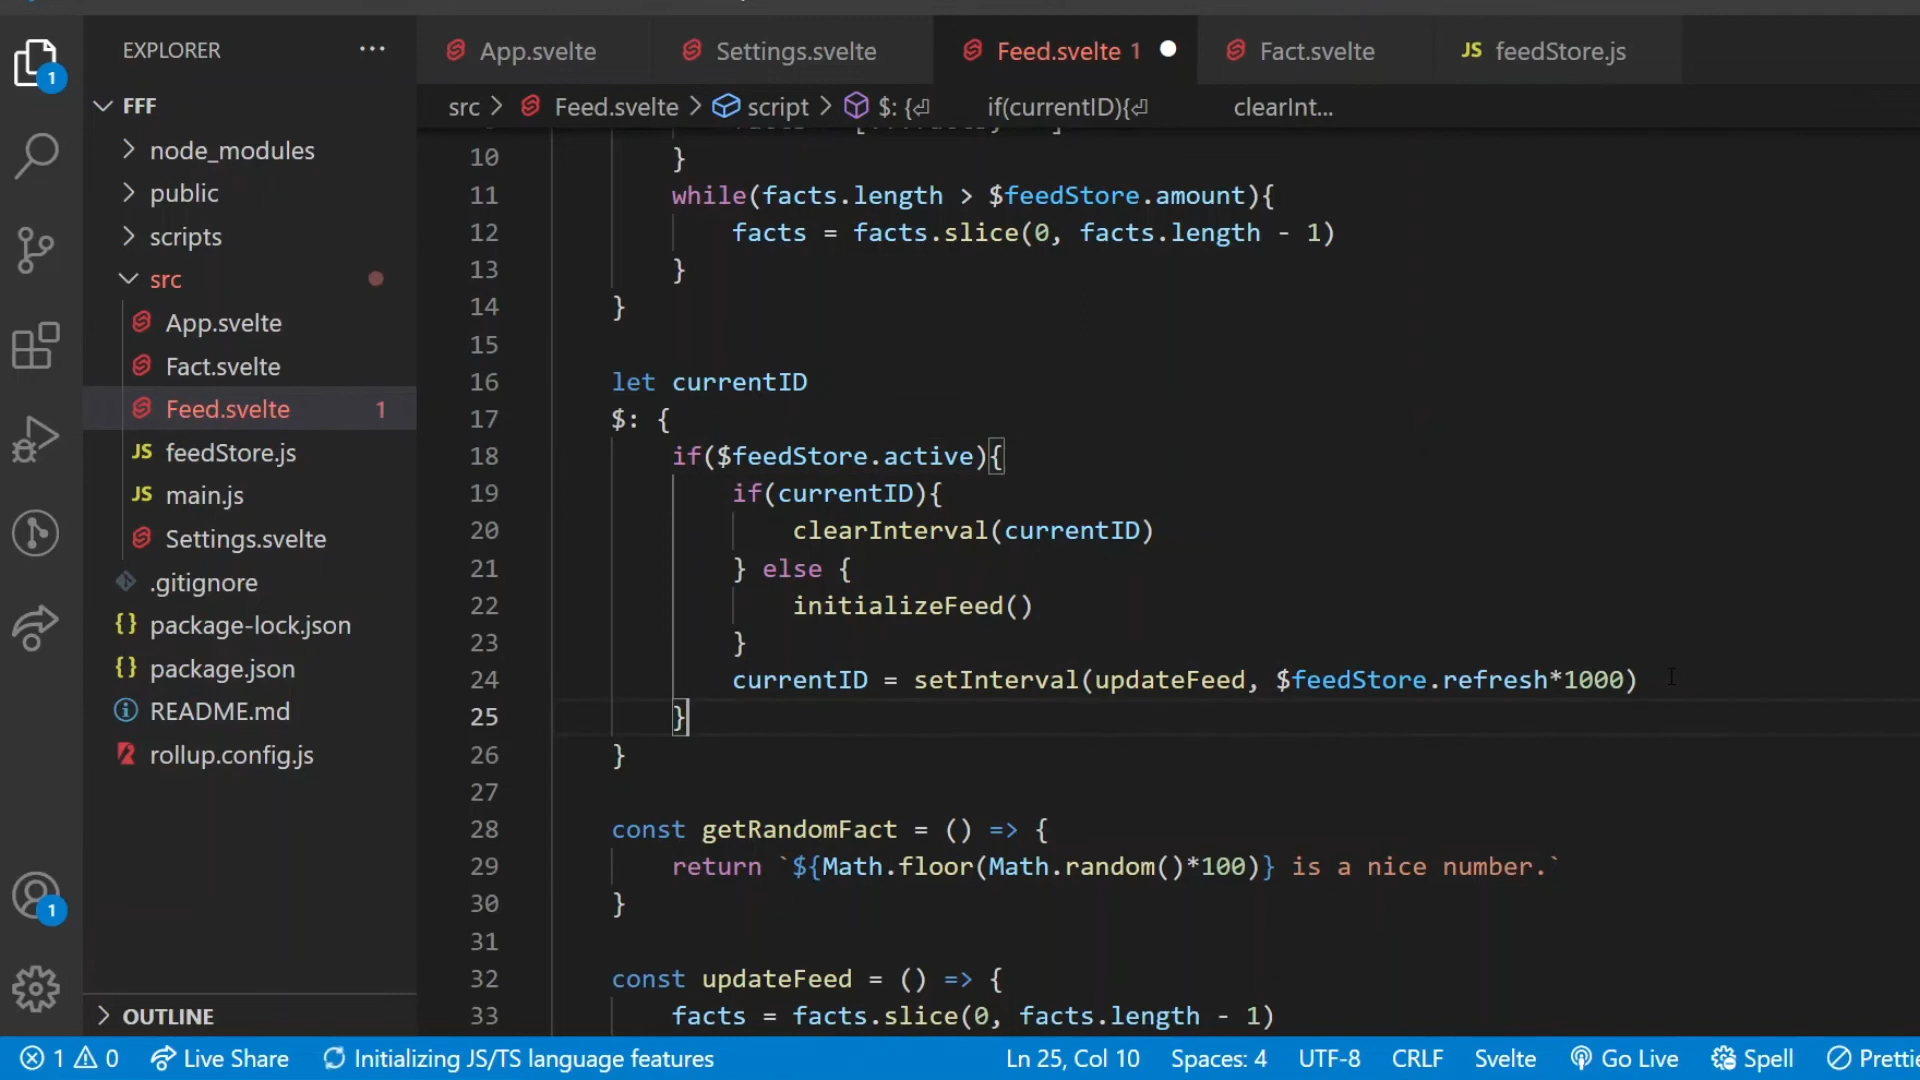 EXPLORER
FFF
node_modules
public
scripts
src
App.svelte
Fact.svelte
Feed.svelte 1
JS feedStore.js
JS main.js
Settings.svelte
.gitignore
{} package-lock.json
{} package.json
README.md
rollup.config.js
OUTLINE
1
1
App.svelte
Settings.svelte
Feed.svelte 1
Fact.svelte
JS feedStore.js
src > Feed.svelte > script > $: {⏎ if(currentID){⏎ clearInt...
10 }
11 while(facts.length > $feedStore.amount){
12 facts = facts.slice(0, facts.length - 1)
13 }
14 }
15
16 let currentID
17 $: {
18 if($feedStore.active){
19 if(currentID){
20 clearInterval(currentID)
21 } else {
22 initializeFeed()
23 }
24 currentID = setInterval(updateFeed, $feedStore.refresh*1000)
25 }
26 }
27
28 const getRandomFact = () => {
29 return `${Math.floor(Math.random()*100)} is a nice number.`
30 }
31
32 const updateFeed = () => {
33 facts = facts.slice(0, facts.length - 1)
1 0 Live Share Initializing JS/TS language features Ln 25, Col 10 Spaces: 4 UTF-8 CRLF Svelte Go Live Spell Prettie